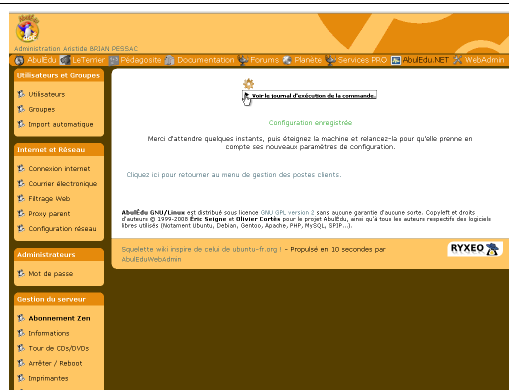 Administration Aristide BRIAN PESSAC
AbulEdu LeTerrier Pédagosite Documentation Forums Planète Services PRO AbulEdu.NET WebAdmin
Utilisateurs et Groupes
Utilisateurs
Groupes
Import automatique
Internet et Réseau
Connexion internet
Courrier électronique
Filtrage Web
Proxy parent
Configuration réseau
Administrateurs
Mot de passe
Gestion du serveur
Abonnement Zen
Informations
Tour de CDs/DVDs
Arrêter / Reboot
Imprimantes
Voir le journal d'exécution de la commande.
Configuration enregistrée
Merci d'attendre quelques instants, puis éteignez la machine et relancez-la pour qu'elle prenne en
compte ses nouveaux paramètres de configuration.
Cliquez ici pour retourner au menu de gestion des postes clients.
AbulÉdu GNU/Linux est distribué sous licence GNU GPL version 2 sans aucune garantie d'aucune sorte. Copyleft et droits
d'auteurs © 1999-2008 Éric Seigne et Olivier Cortès pour le projet AbulÉdu, ainsi qu'à tous les auteurs respectifs des logiciels
libres utilisés (Notament Ubuntu, Debian, Gentoo, Apache, PHP, MySQL, SPIP...).
Squelette wiki inspire de celui de ubuntu-fr.org ! - Propulsé en 10 secondes par
AbulEduWebAdmin
RYXEO